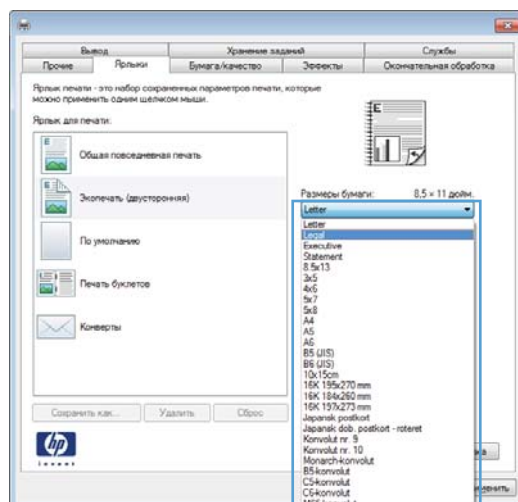 Вывод
Хранение заданий
Службы
Прочие
Ярлыки
Бумага/качество
Эффекты
Окончательная обработка
Ярлык печати - это набор сохраненных параметров печати, которые
можно применить одним щелчком мыши.
Ярлык для печати:
Общая повседневная печать
Экопечать (двусторонняя)
По умолчанию
Печать буклетов
Конверты
Сохранить как...
Удалить
Сброс
hp
invent
E
Размеры бумаги:
8,5 × 11 дюйм.
Letter
Letter
Legal
Executive
Statement
8.5x13
3x5
4x6
5x7
5x8
A4
A5
A6
B5 (JIS)
B6 (JIS)
10x15cm
16K 195x270 mm
16K 184x260 mm
16K 197x273 mm
Japansk postkort
Japansk dob. postkort - roteret
Konvolut nr. 9
Konvolut nr. 10
Monarch-konvolut
B5-konvolut
C5-konvolut
C6-konvolut